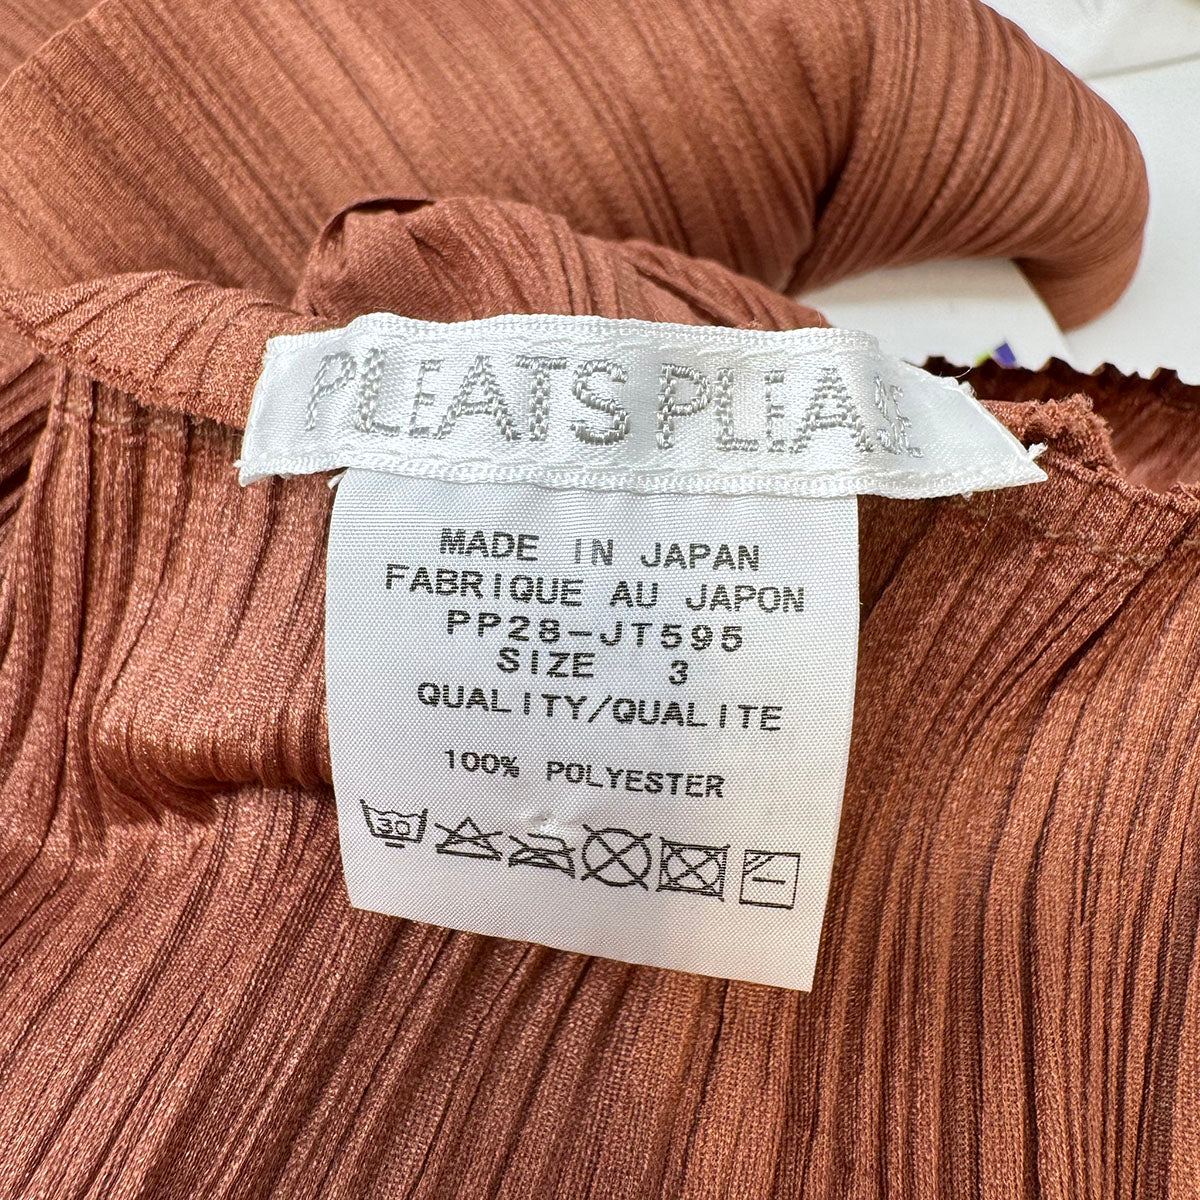 PLEATS PLEASE
MADE IN JAPAN
FABRIQUE AU JAPON
PP28-JT595
SIZE 3
QUALITY/QUALITE
100% POLYESTER
30